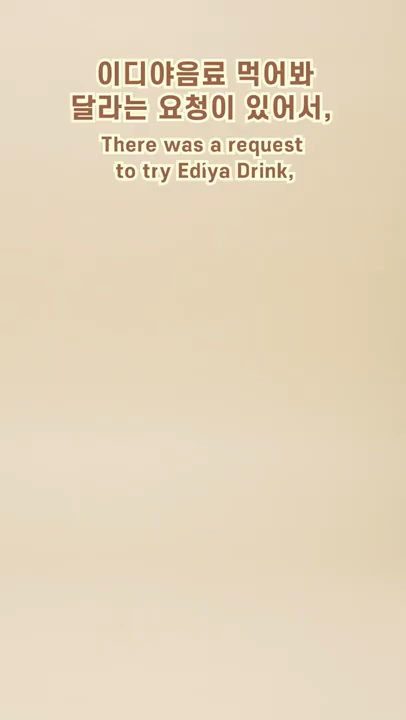 이디야음료 먹어봐
달라는 요청이 있어서,
There was a request
to try Ediya Drink,